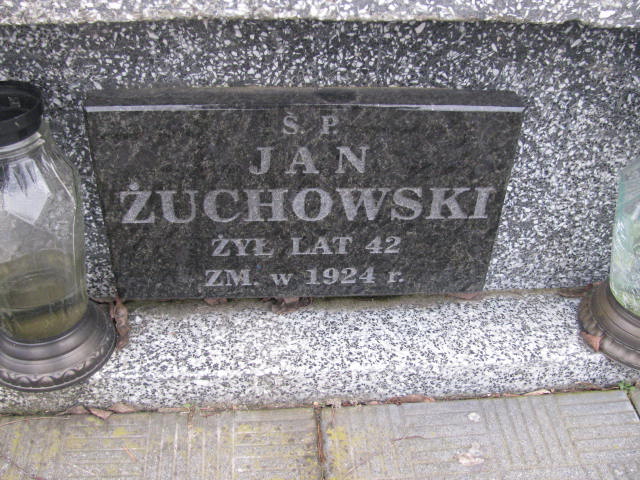 Ś. P.
JAN
ŻUCHOWSKI
ŻYŁ LAT 42
ZM. w 1924 r.